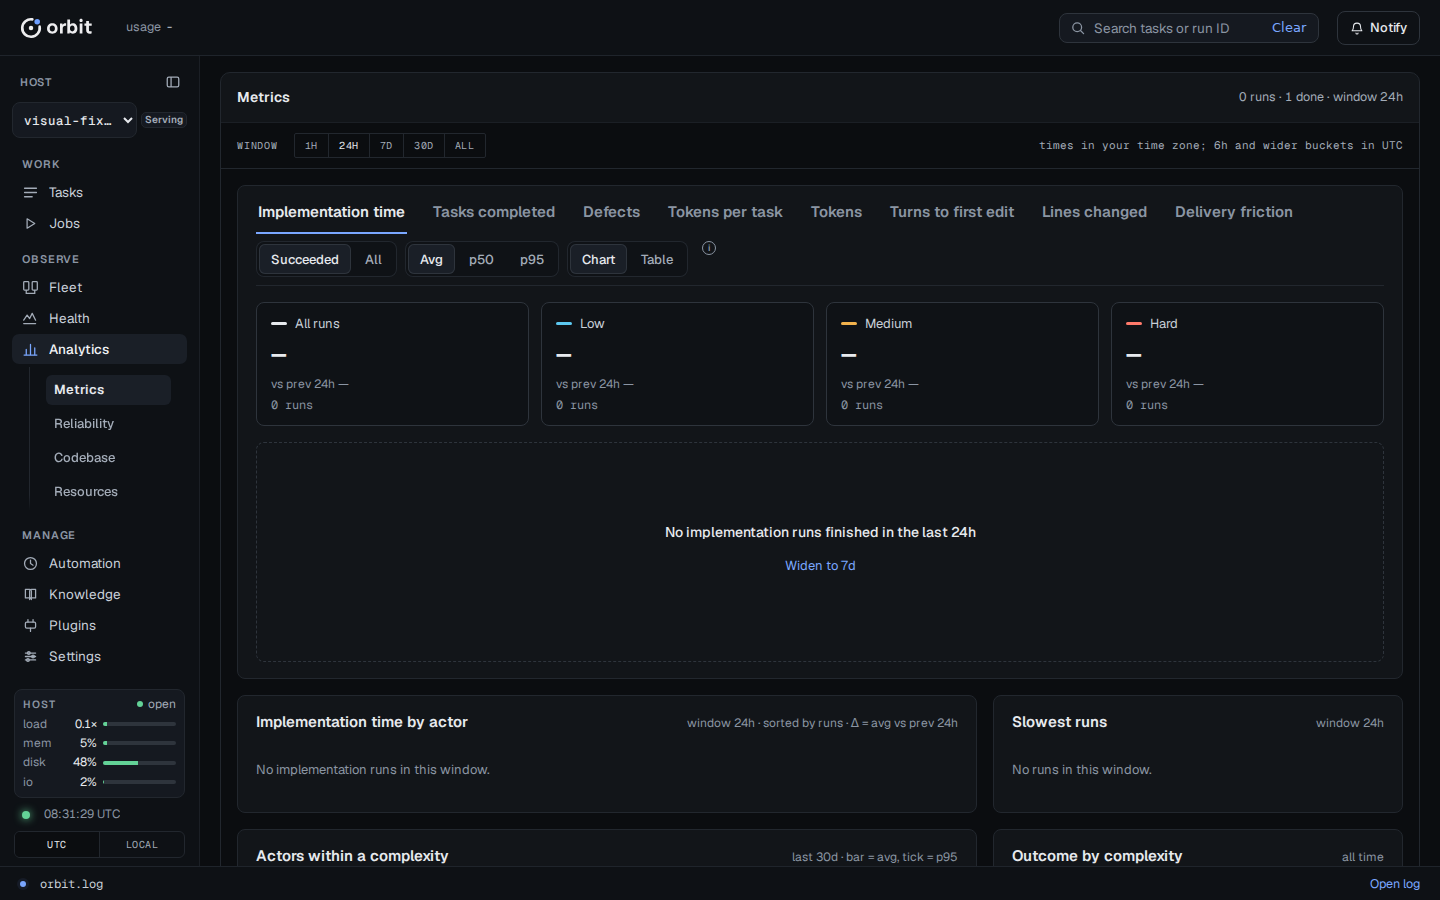 orbit
usage -
Search tasks or run ID
Clear
Notify
HOST
visual-fix…
Serving
WORK
Tasks
Jobs
OBSERVE
Fleet
Health
Analytics
Metrics
Reliability
Codebase
Resources
MANAGE
Automation
Knowledge
Plugins
Settings
HOST open
load 0.1×
mem 5%
disk 48%
io 2%
08:31:29 UTC
UTC LOCAL
Metrics
0 runs · 1 done · window 24h
WINDOW 1H 24H 7D 30D ALL
times in your time zone; 6h and wider buckets in UTC
Implementation time Tasks completed Defects Tokens per task Tokens Turns to first edit Lines changed Delivery friction
Succeeded All Avg p50 p95 Chart Table i
All runs
—
vs prev 24h —
0 runs
Low
—
vs prev 24h —
0 runs
Medium
—
vs prev 24h —
0 runs
Hard
—
vs prev 24h —
0 runs
No implementation runs finished in the last 24h
Widen to 7d
Implementation time by actor
window 24h · sorted by runs · Δ = avg vs prev 24h
No implementation runs in this window.
Slowest runs
window 24h
No runs in this window.
Actors within a complexity
last 30d · bar = avg, tick = p95
Outcome by complexity
all time
orbit.log
Open log